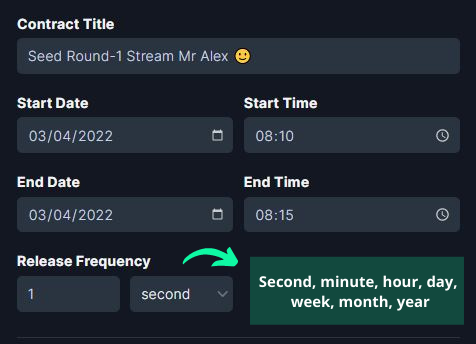 Contract Title
Seed Round-1 Stream Mr Alex 🙂
Start Date
Start Time
03/04/2022
08:10
End Date
End Time
03/04/2022
08:15
Release Frequency
1
second
Second, minute, hour, day,
week, month, year